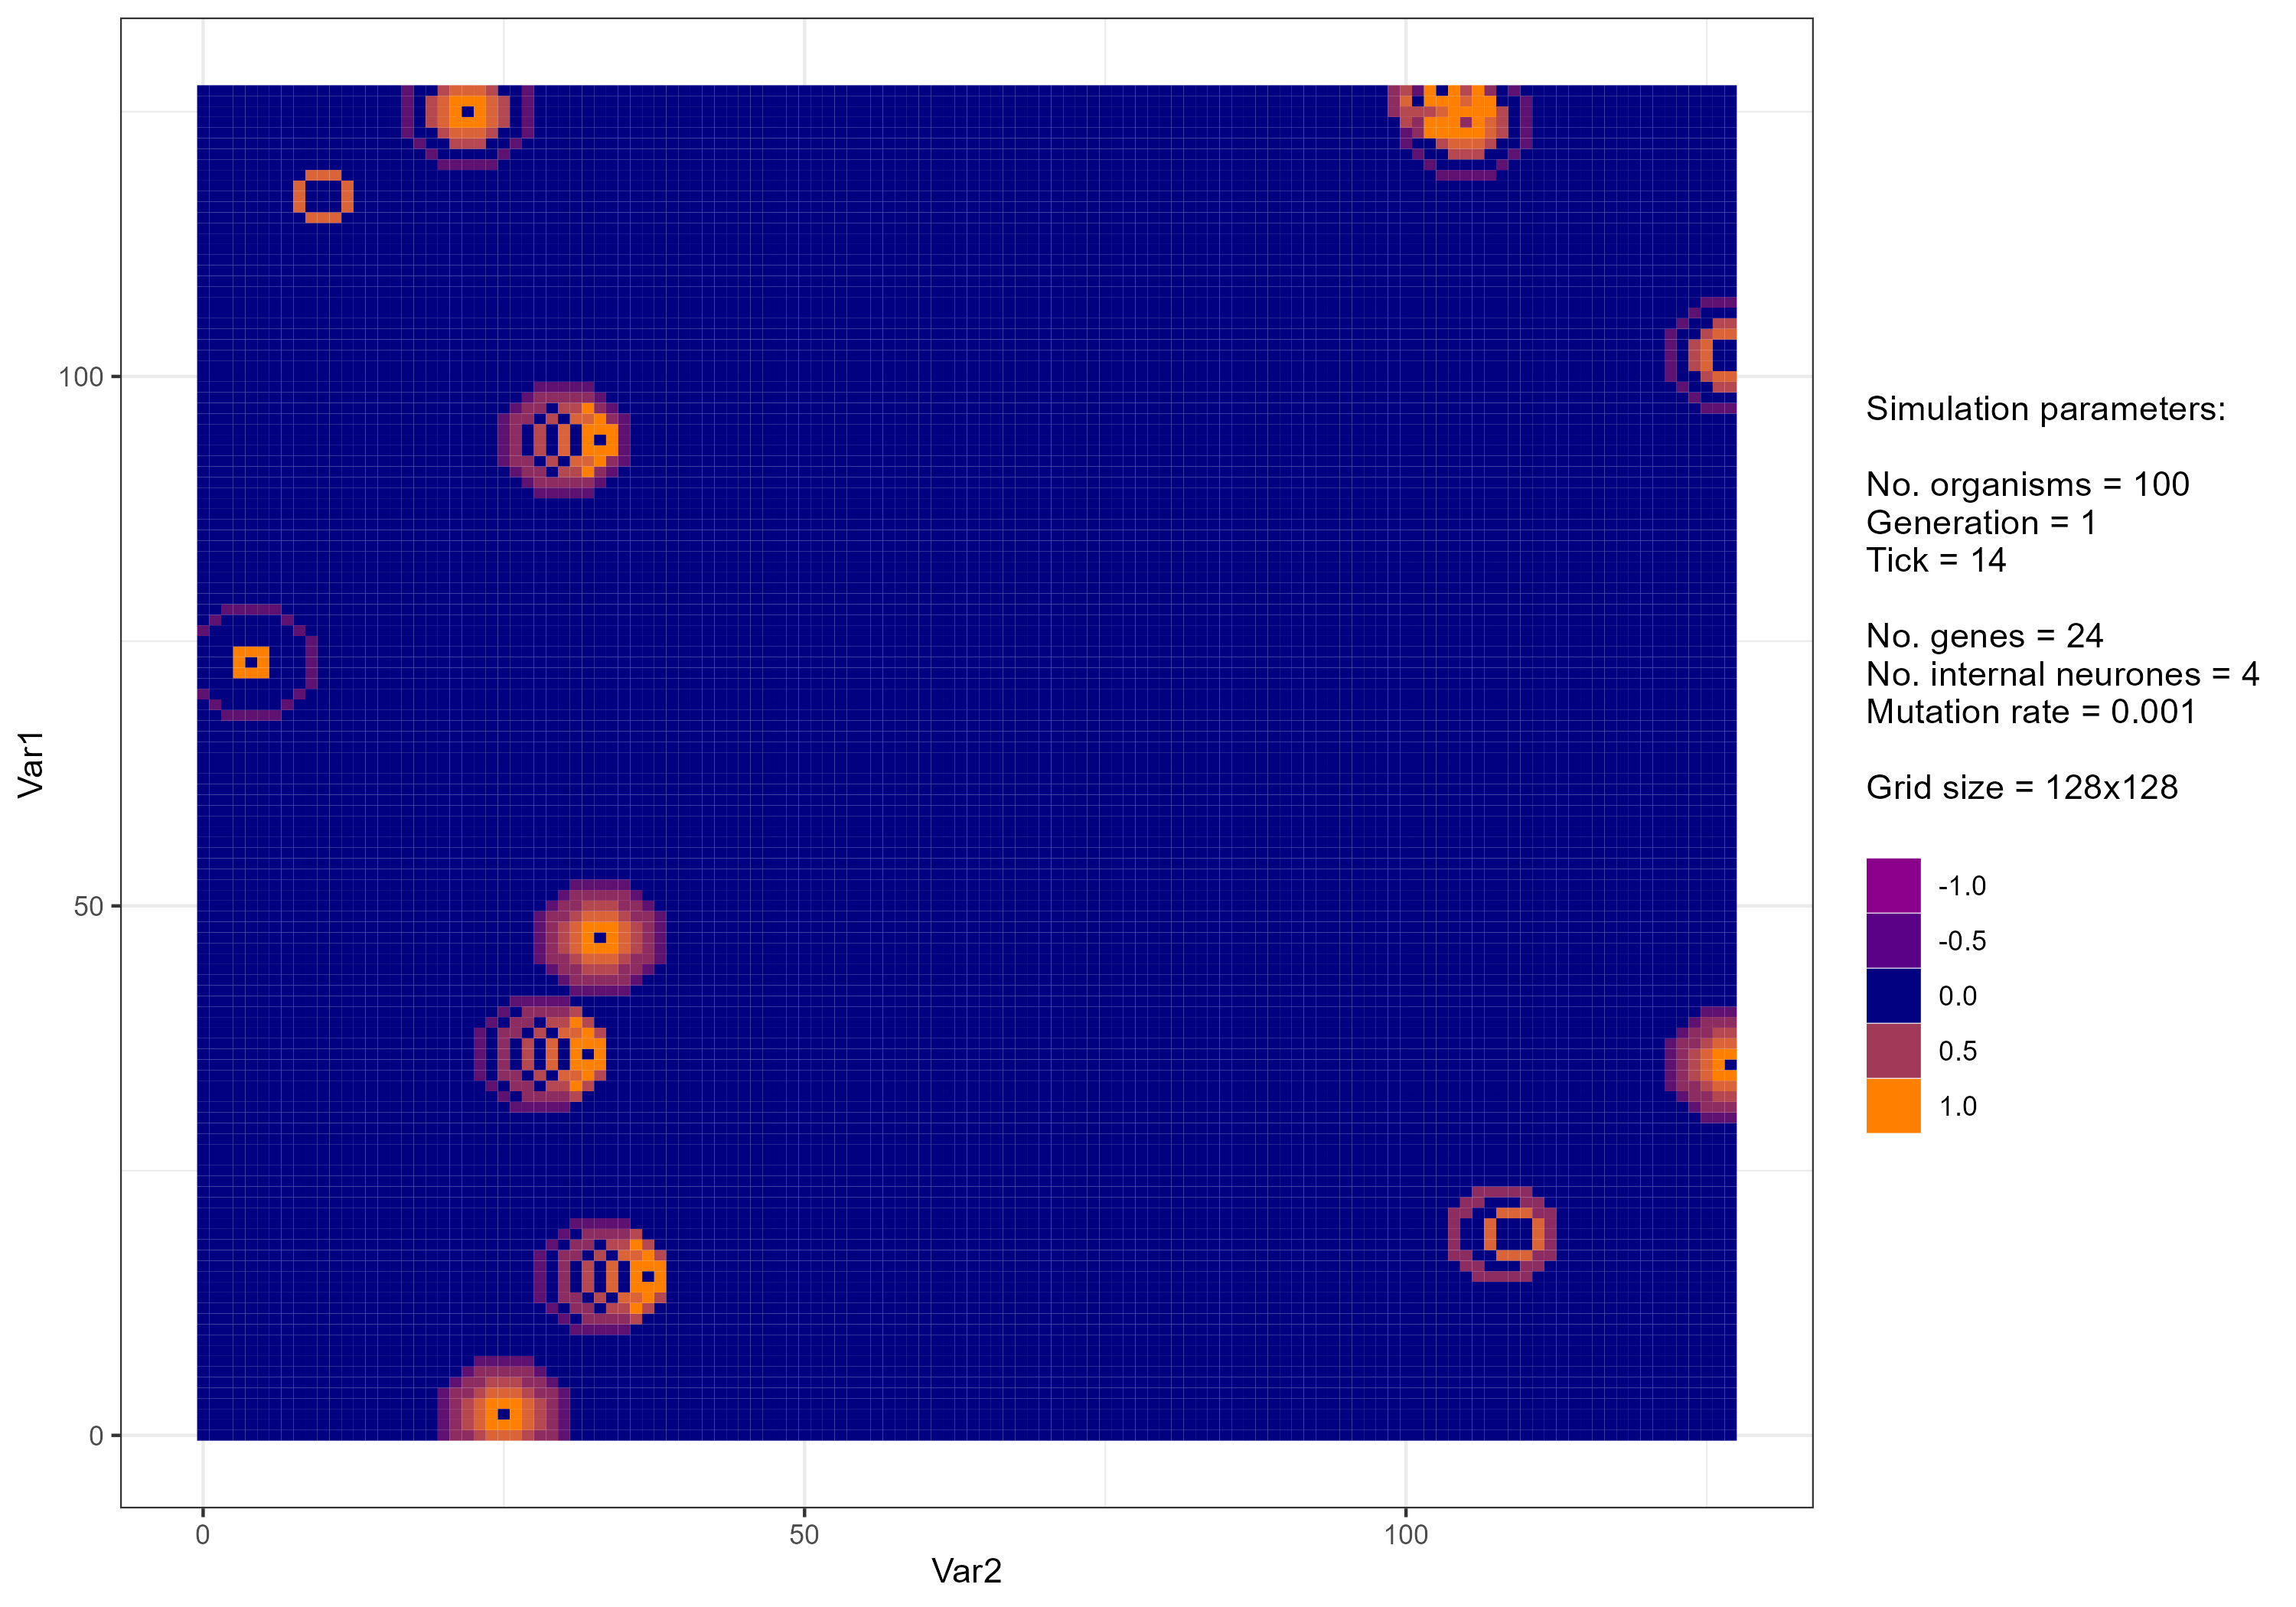 Var1
100
50
0
0
50
100
Var2
Simulation parameters:
No. organisms = 100
Generation = 1
Tick = 14
No. genes = 24
No. internal neurones = 4
Mutation rate = 0.001
Grid size = 128x128
-1.0
-0.5
0.0
0.5
1.0